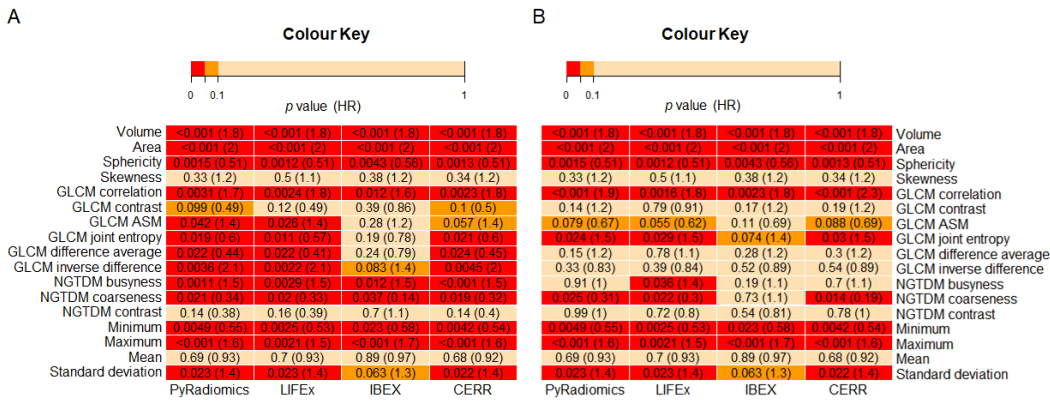 A
Colour Key
0 0.1 1
p value (HR)
Volume <0.001 (1.8) <0.001 (1.8) <0.001 (1.8) <0.001 (1.8)
Area <0.001 (2) <0.001 (2) <0.001 (2) <0.001 (2)
Sphericity 0.0015 (0.51) 0.0012 (0.51) 0.0043 (0.56) 0.0013 (0.51)
Skewness 0.33 (1.2) 0.5 (1.1) 0.38 (1.2) 0.34 (1.2)
GLCM correlation 0.0031 (1.7) 0.0024 (1.8) 0.012 (1.6) 0.0023 (1.8)
GLCM contrast 0.099 (0.49) 0.12 (0.49) 0.39 (0.86) 0.1 (0.5)
GLCM ASM 0.042 (1.4) 0.026 (1.4) 0.28 (1.2) 0.057 (1.4)
GLCM joint entropy 0.019 (0.6) 0.011 (0.57) 0.19 (0.78) 0.021 (0.6)
GLCM difference average 0.022 (0.44) 0.022 (0.41) 0.24 (0.79) 0.024 (0.45)
GLCM inverse difference 0.0036 (2.1) 0.0022 (2.1) 0.083 (1.4) 0.0045 (2)
NGTDM busyness 0.0011 (1.5) 0.0029 (1.5) 0.012 (1.5) <0.001 (1.5)
NGTDM coarseness 0.021 (0.34) 0.02 (0.33) 0.037 (0.14) 0.019 (0.32)
NGTDM contrast 0.14 (0.38) 0.16 (0.39) 0.7 (1.1) 0.14 (0.4)
Minimum 0.0049 (0.55) 0.0025 (0.53) 0.023 (0.58) 0.0042 (0.54)
Maximum <0.001 (1.6) 0.0021 (1.5) <0.001 (1.7) <0.001 (1.6)
Mean 0.69 (0.93) 0.7 (0.93) 0.89 (0.97) 0.68 (0.92)
Standard deviation 0.023 (1.4) 0.023 (1.4) 0.063 (1.3) 0.022 (1.4)
PyRadiomics LIFEx IBEX CERR
B
Colour Key
0 0.1 1
p value (HR)
<0.001 (1.8) <0.001 (1.8) <0.001 (1.8) <0.001 (1.8) Volume
<0.001 (2) <0.001 (2) <0.001 (2) <0.001 (2) Area
0.0015 (0.51) 0.0012 (0.51) 0.0043 (0.56) 0.0013 (0.51) Sphericity
0.33 (1.2) 0.5 (1.1) 0.38 (1.2) 0.34 (1.2) Skewness
<0.001 (1.9) 0.0016 (1.8) 0.0023 (1.8) <0.001 (2.3) GLCM correlation
0.14 (1.2) 0.79 (0.91) 0.17 (1.2) 0.19 (1.2) GLCM contrast
0.079 (0.67) 0.055 (0.62) 0.11 (0.69) 0.088 (0.69) GLCM ASM
0.024 (1.5) 0.029 (1.5) 0.074 (1.4) 0.03 (1.5) GLCM joint entropy
0.15 (1.2) 0.78 (1.1) 0.28 (1.2) 0.3 (1.2) GLCM difference average
0.33 (0.83) 0.39 (0.84) 0.52 (0.89) 0.54 (0.89) GLCM inverse difference
0.91 (1) 0.036 (1.4) 0.19 (1.1) 0.7 (1.1) NGTDM busyness
0.025 (0.31) 0.022 (0.3) 0.73 (1.1) 0.014 (0.19) NGTDM coarseness
0.99 (1) 0.72 (0.8) 0.54 (0.81) 0.78 (1) NGTDM contrast
0.0049 (0.55) 0.0025 (0.53) 0.023 (0.58) 0.0042 (0.54) Minimum
<0.001 (1.6) 0.0021 (1.5) <0.001 (1.7) <0.001 (1.6) Maximum
0.69 (0.93) 0.7 (0.93) 0.89 (0.97) 0.68 (0.92) Mean
0.023 (1.4) 0.023 (1.4) 0.063 (1.3) 0.022 (1.4) Standard deviation
PyRadiomics LIFEx IBEX CERR